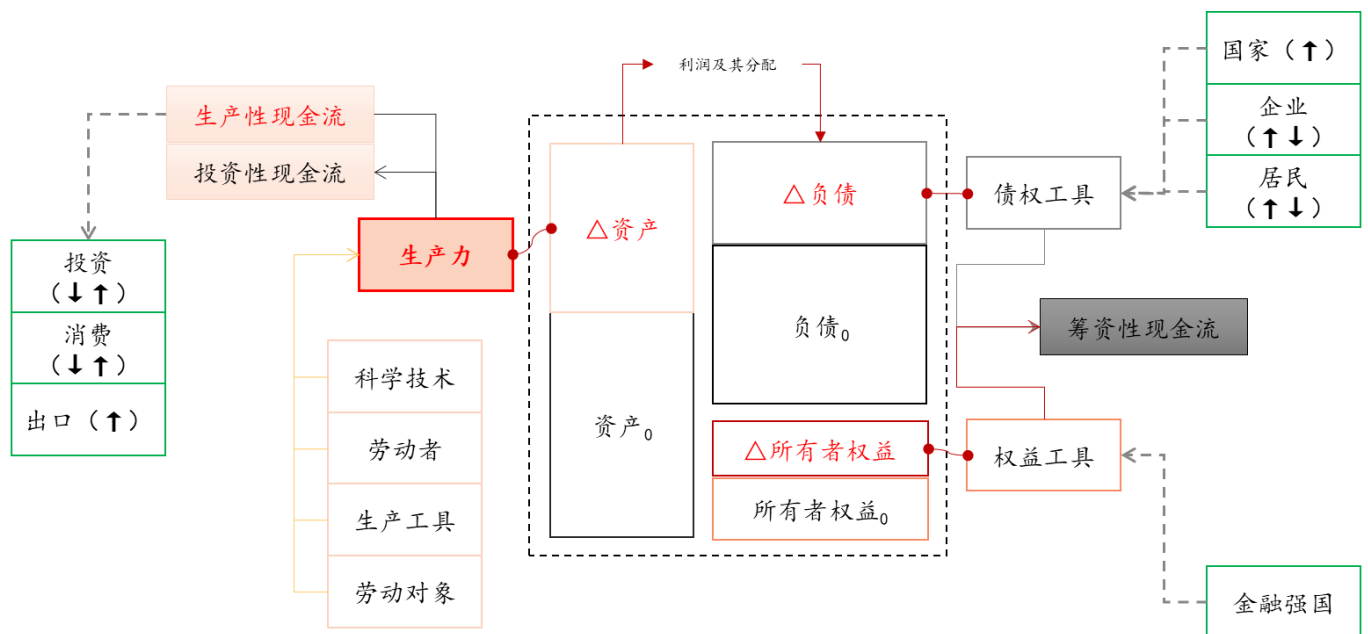 利润及其分配
国家（↑）
企业
（↑↓）
居民
（↑↓）
生产性现金流
投资性现金流
△负债
债权工具
△资产
生产力
投资
（↓↑）
消费
（↓↑）
出口（↑）
负债0
筹资性现金流
科学技术
劳动者
生产工具
劳动对象
资产0
△所有者权益
所有者权益0
权益工具
金融强国